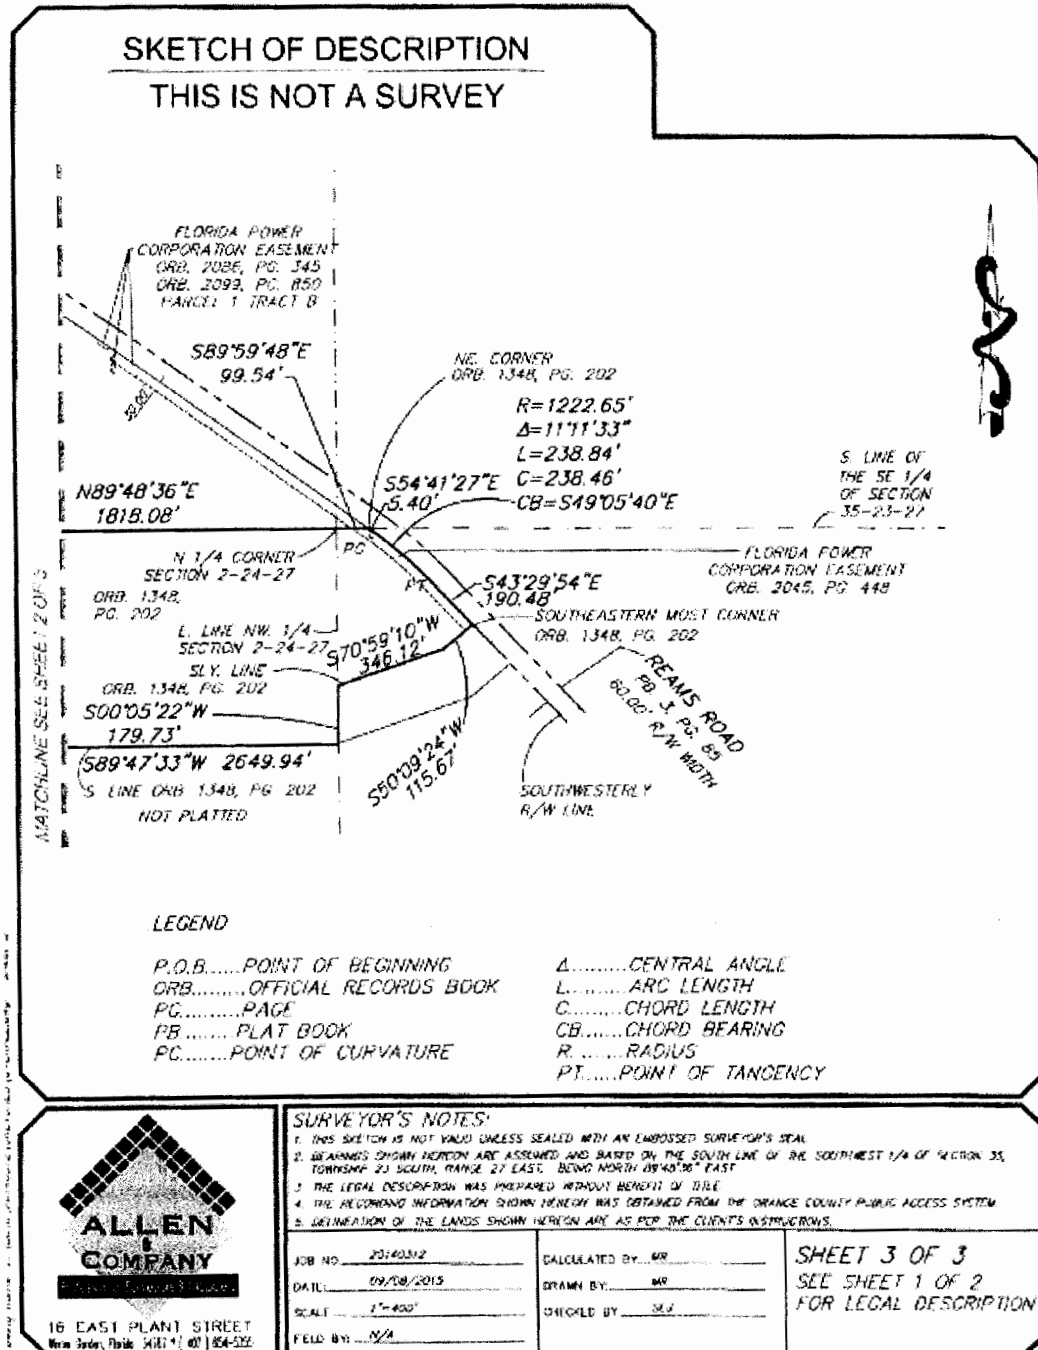 SKETCH OF DESCRIPTION
THIS IS NOT A SURVEY
FLORIDA POWER
CORPORATION EASEMENT
ORB. 2086, PG. 345
ORB. 2099, PG. 850
PARCEL 1 TRACT B
S89°59'48"E
99.54'
NE. CORNER
ORB. 1348, PG. 202
R=1222.65'
Δ=11°11'33"
L=238.84'
C=238.46'
CB=S49°05'40"E
S54°41'27"E
5.40'
S. LINE OF
THE SE 1/4
OF SECTION
35-23-27
N89°48'36"E
1818.08'
PC
N 1/4 CORNER
SECTION 2-24-27
ORB. 1348,
PG. 202
PT
FLORIDA POWER
CORPORATION EASEMENT
ORB. 2045, PG 448
S43°29'54"E
190.48'
SOUTHEASTERN MOST CORNER
ORB. 1348, PG. 202
E. LINE NW. 1/4
SECTION 2-24-27
S70°59'10"W
346.12'
SLY. LINE
ORB. 1348, PG 202
S00°05'22"W
179.73'
REAMS ROAD
PB. 3, PG. 85
60.00' R/W WIDTH
S50°09'24"W
115.67'
S89°47'33"W 2649.94'
S LINE ORB 1348, PG 202
NOT PLATTED
SOUTHWESTERLY
R/W LINE
MATCHLINE SEE SHEET 2 OF 3
LEGEND
P.O.B......POINT OF BEGINNING
ORB.........OFFICIAL RECORDS BOOK
PG..........PAGE
PB........PLAT BOOK
PC........POINT OF CURVATURE
Δ.........CENTRAL ANGLE
L..........ARC LENGTH
C.........CHORD LENGTH
CB........CHORD BEARING
R. ......RADIUS
PT......POINT OF TANGENCY
ALLEN
&
COMPANY
16 EAST PLANT STREET
SURVEYOR'S NOTES:
1. THIS SKETCH IS NOT VALID UNLESS SEALED WITH AN EMBOSSED SURVEYOR'S SEAL
2. BEARINGS SHOWN HEREON ARE ASSUMED AND BASED ON THE SOUTH LINE OF THE SOUTHWEST 1/4 OF SECTION 35,
TOWNSHIP 23 SOUTH, RANGE 27 EAST, BEING NORTH 89°48'36" EAST
3 THE LEGAL DESCRIPTION WAS PREPARED WITHOUT BENEFIT OF TITLE
4. THE RECORDING INFORMATION SHOWN HEREON WAS OBTAINED FROM THE ORANGE COUNTY PUBLIC ACCESS SYSTEM
5. DELINEATION OF THE LANDS SHOWN HEREON ARE AS PER THE CLIENT'S INSTRUCTIONS.
JOB NO. 20140312
DATE: 09/08/2015
SCALE 1"=400'
FIELD BY: N/A
CALCULATED BY: MR
DRAWN BY: MR
CHECKED BY
SHEET 3 OF 3
SEE SHEET 1 OF 2
FOR LEGAL DESCRIPTION